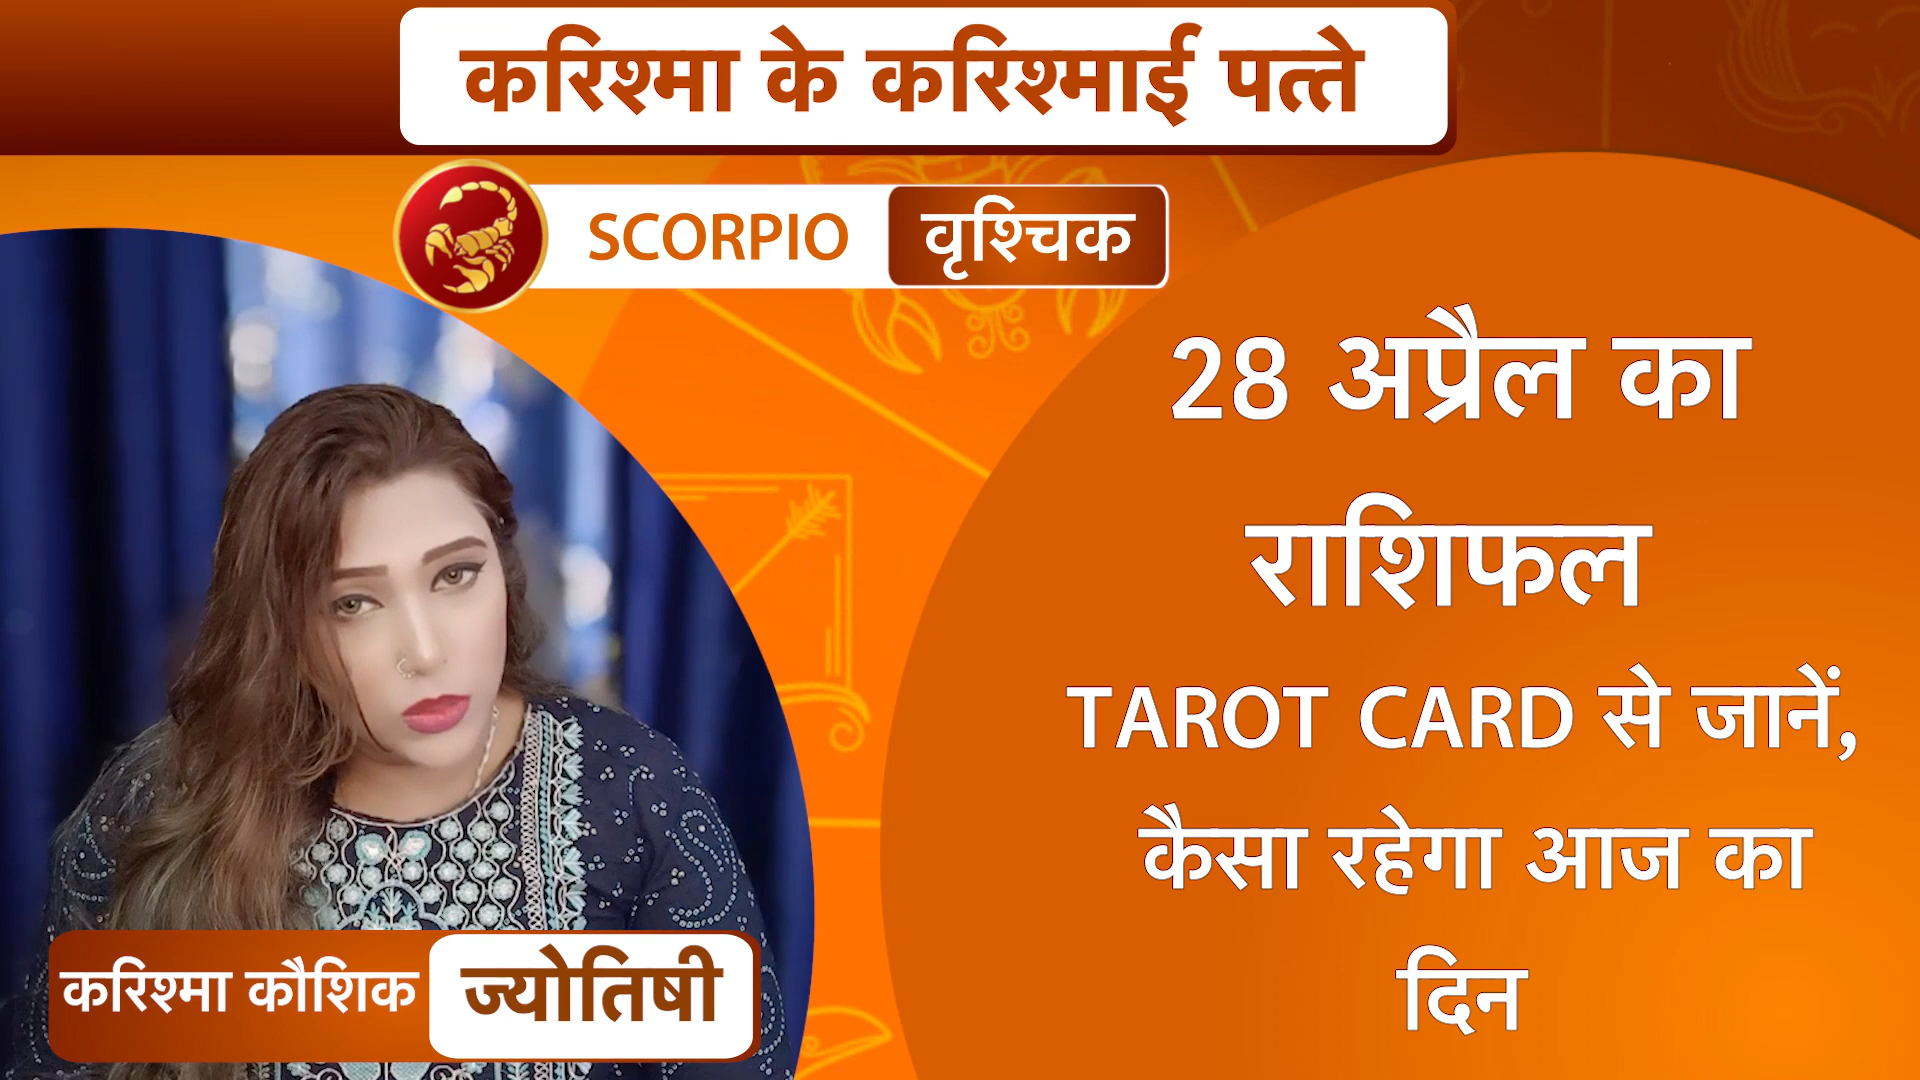 करिश्मा के करिश्माई पत्ते
SCORPIO वृश्चिक
28 अप्रैल का
राशिफल
TAROT CARD से जानें,
कैसा रहेगा आज का
दिन
करिश्मा कौशिक ज्योतिषी